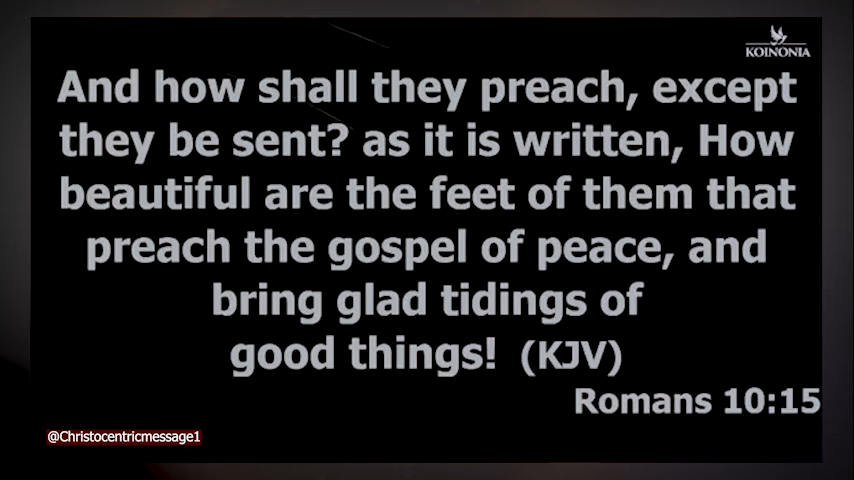 KOINONIA
And how shall they preach, except
they be sent? as it is written, How
beautiful are the feet of them that
preach the gospel of peace, and
bring glad tidings of
good things! (KJV)
Romans 10:15
@Christocentricmessage1